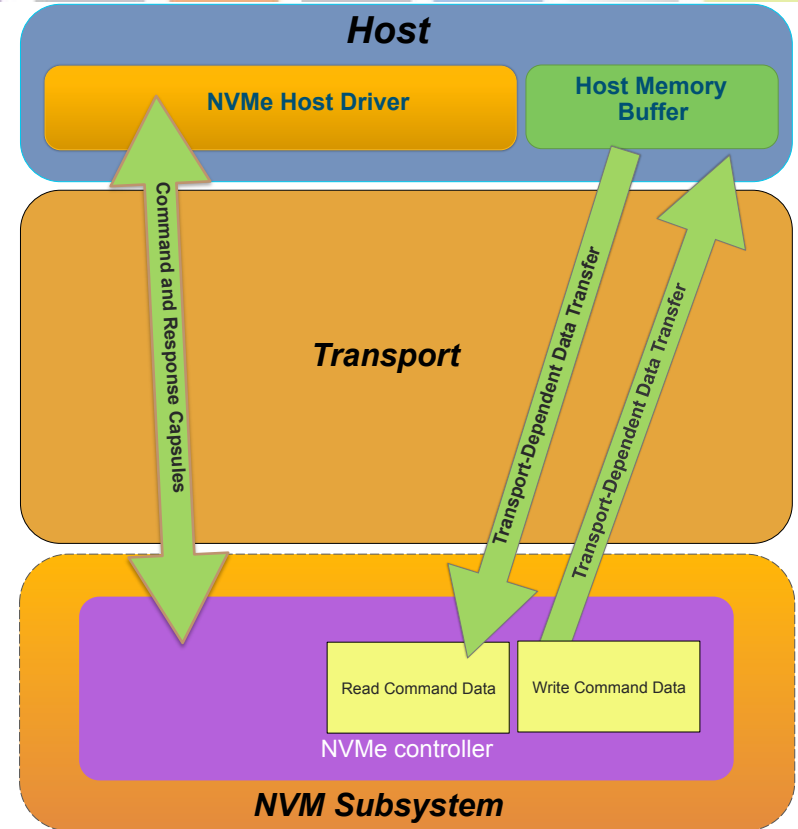 Host
NVMe Host Driver
Host Memory
Buffer
Command and Response Capsules
Transport-Dependent Data Transfer
Transport-Dependent Data Transfer
Transport
Read Command Data
Write Command Data
NVMe controller
NVM Subsystem